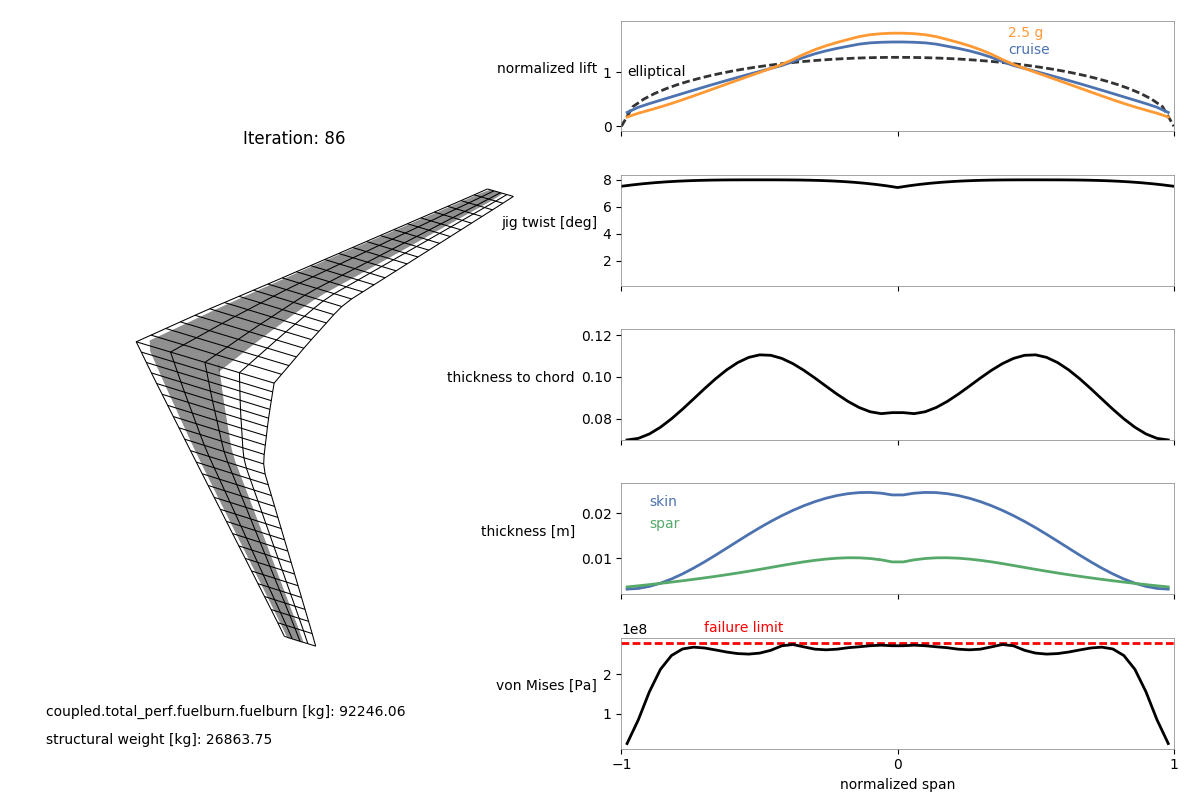 Iteration: 86
coupled.total_perf.fuelburn.fuelburn [kg]: 92246.06
structural weight [kg]: 26863.75
normalized lift
1
0
elliptical
2.5 g
cruise
jig twist [deg]
8
6
4
2
thickness to chord
0.12
0.10
0.08
thickness [m]
0.02
0.01
skin
spar
von Mises [Pa]
1e8
failure limit
2
1
−1
0
1
normalized span